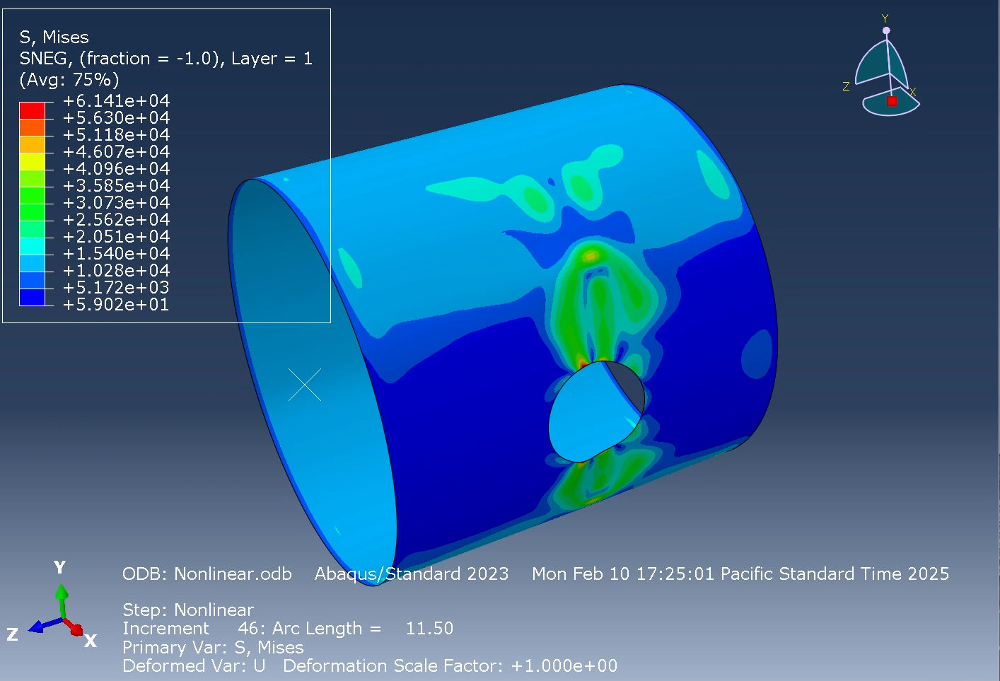 S, Mises
SNEG, (fraction = -1.0), Layer = 1
(Avg: 75%)
+6.141e+04
+5.630e+04
+5.118e+04
+4.607e+04
+4.096e+04
+3.585e+04
+3.073e+04
+2.562e+04
+2.051e+04
+1.540e+04
+1.028e+04
+5.172e+03
+5.902e+01
Y
Z
X
Y
Z
X
ODB: Nonlinear.odb Abaqus/Standard 2023 Mon Feb 10 17:25:01 Pacific Standard Time 2025
Step: Nonlinear
Increment 46: Arc Length = 11.50
Primary Var: S, Mises
Deformed Var: U Deformation Scale Factor: +1.000e+00